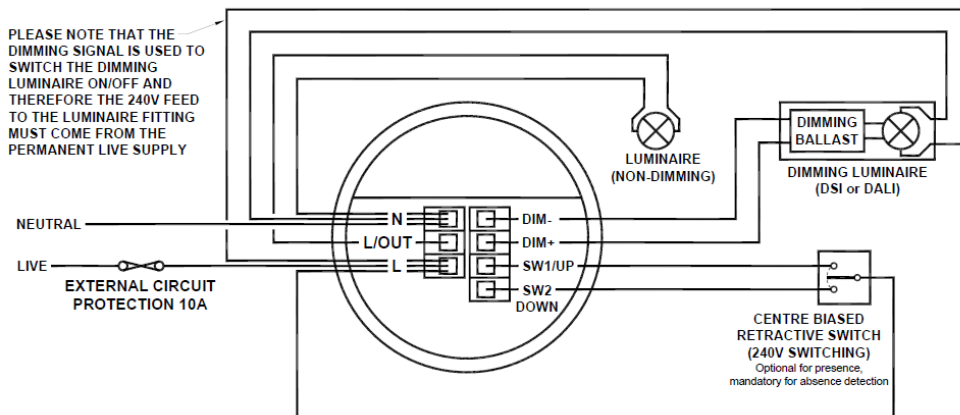 PLEASE NOTE THAT THE
DIMMING SIGNAL IS USED TO
SWITCH THE DIMMING
LUMINAIRE ON/OFF AND
THEREFORE THE 240V FEED
TO THE LUMINAIRE FITTING
MUST COME FROM THE
PERMANENT LIVE SUPPLY
DIMMING
BALLAST
LUMINAIRE
(NON-DIMMING)
DIMMING LUMINAIRE
(DSI or DALI)
NEUTRAL
N
DIM-
L/OUT
DIM+
LIVE
L
SW1/UP
SW2
DOWN
EXTERNAL CIRCUIT
PROTECTION 10A
CENTRE BIASED
RETRACTIVE SWITCH
(240V SWITCHING)
Optional for presence,
mandatory for absence detection